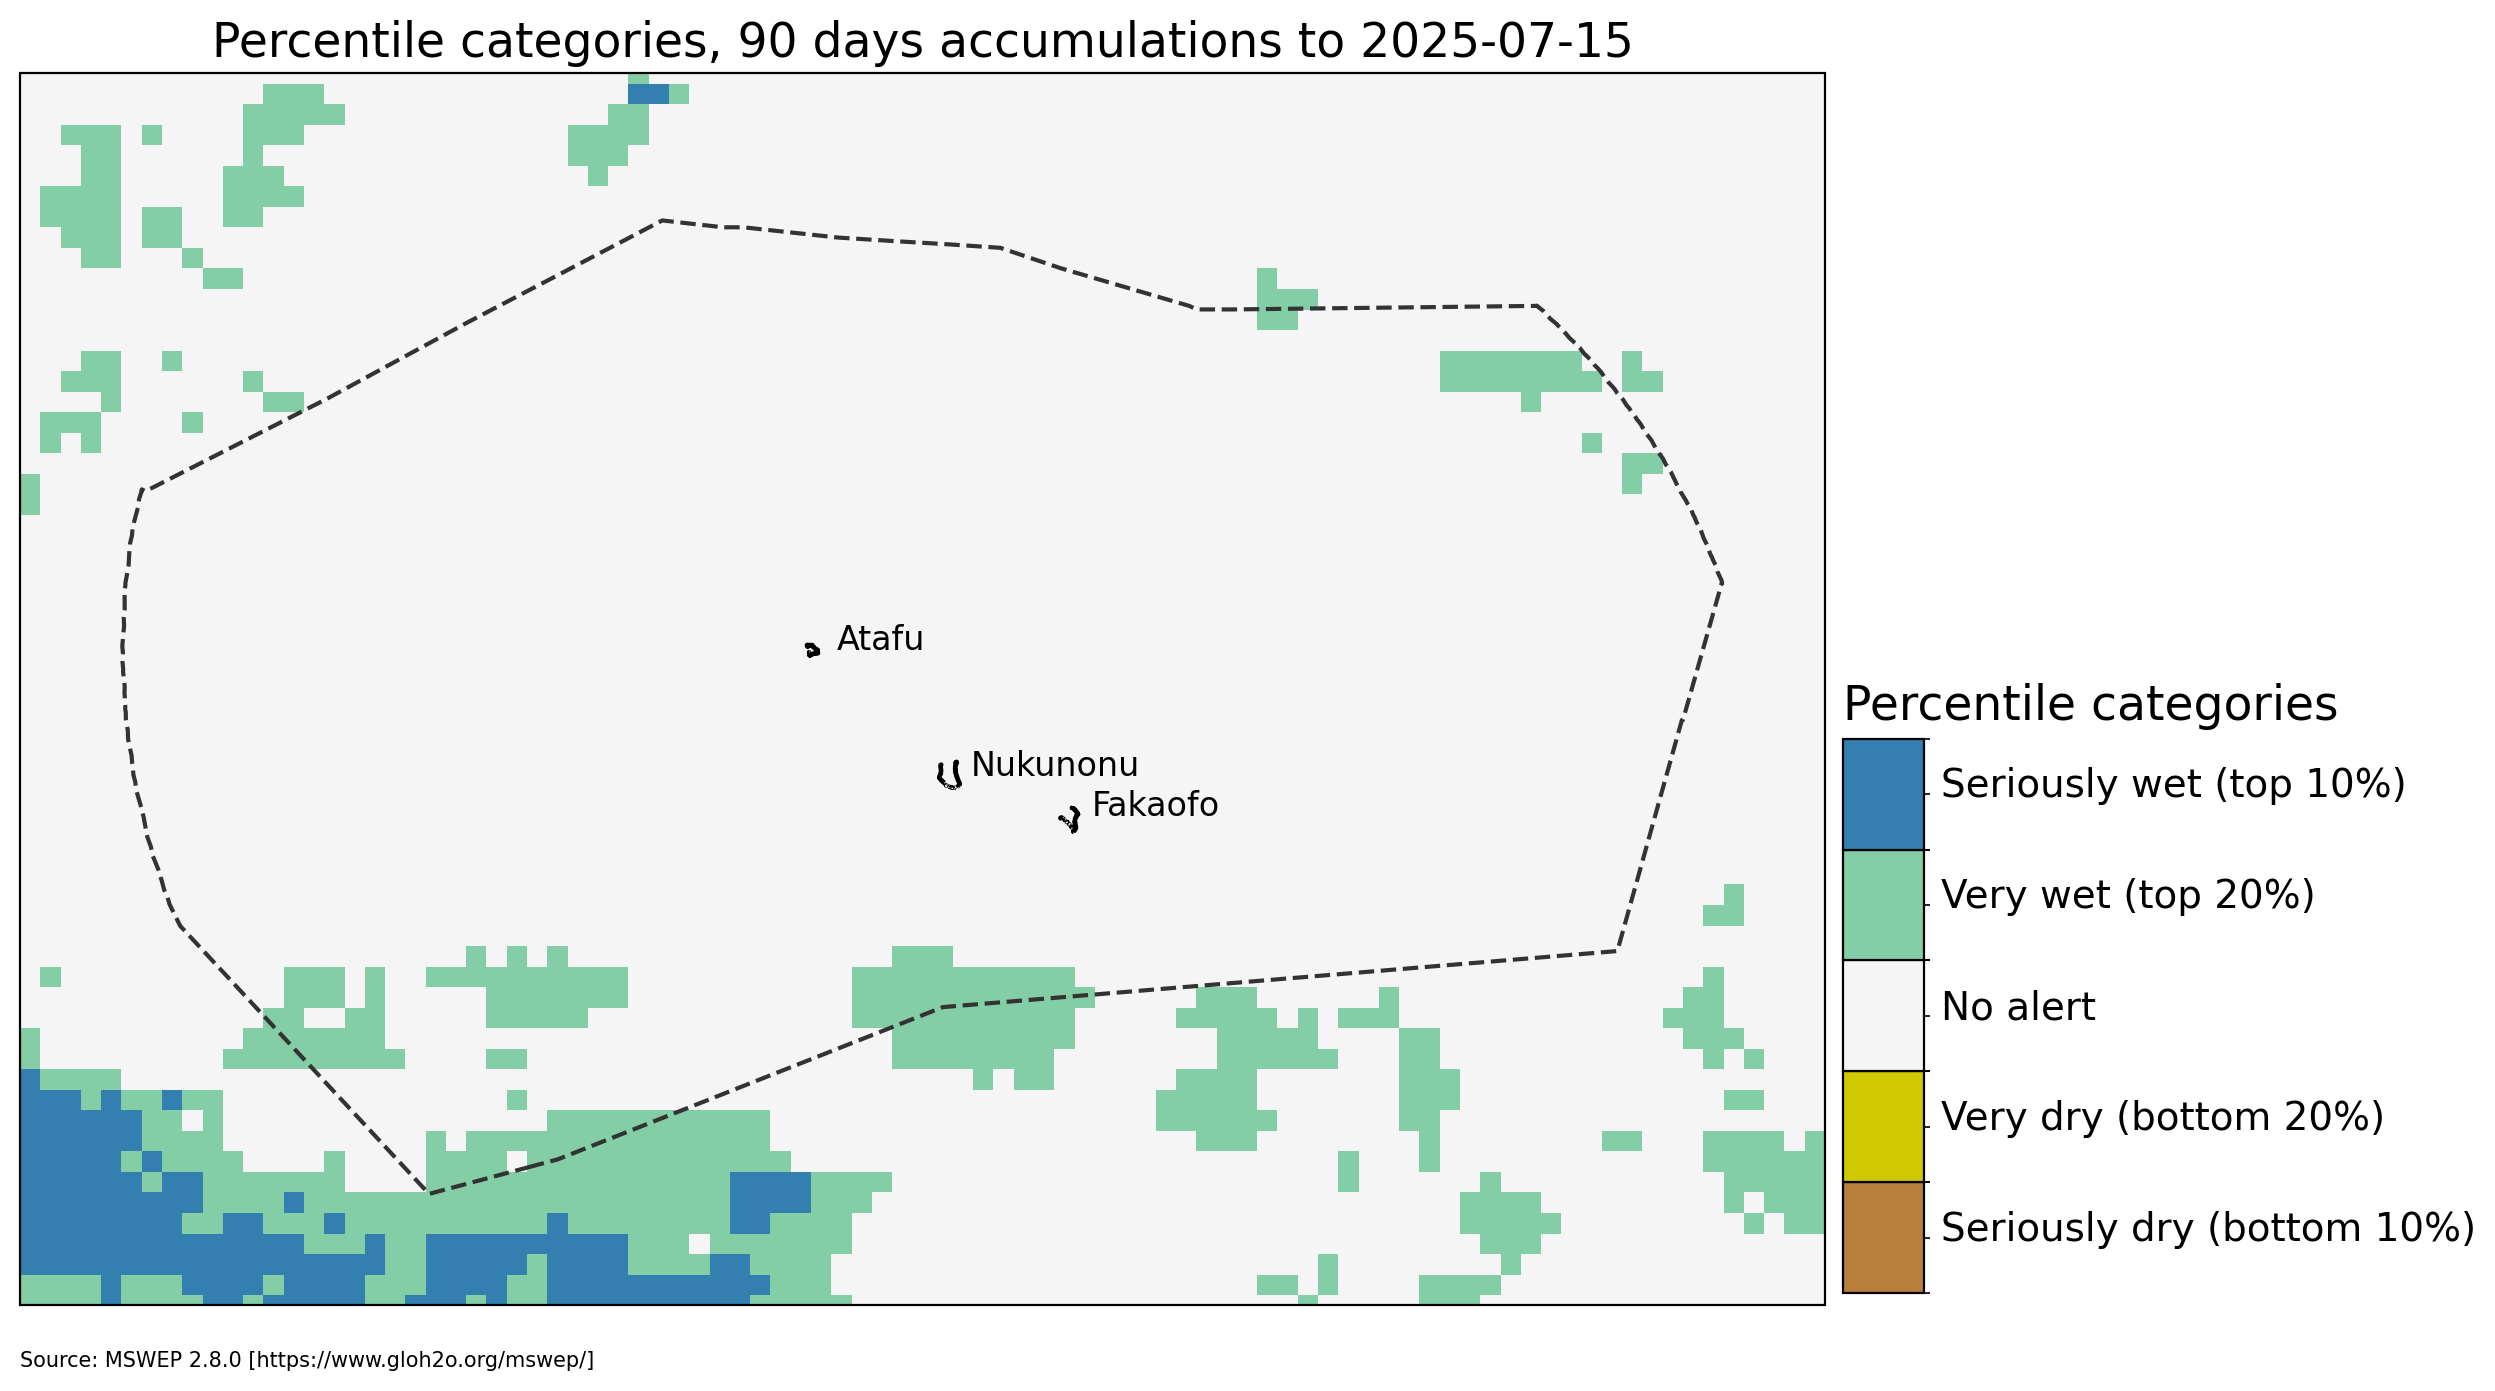 Percentile categories, 90 days accumulations to 2025-07-15
Atafu
Nukunonu
Fakaofo
Percentile categories
Seriously wet (top 10%)
Very wet (top 20%)
No alert
Very dry (bottom 20%)
Seriously dry (bottom 10%)
Source: MSWEP 2.8.0 [https://www.gloh2o.org/mswep/]